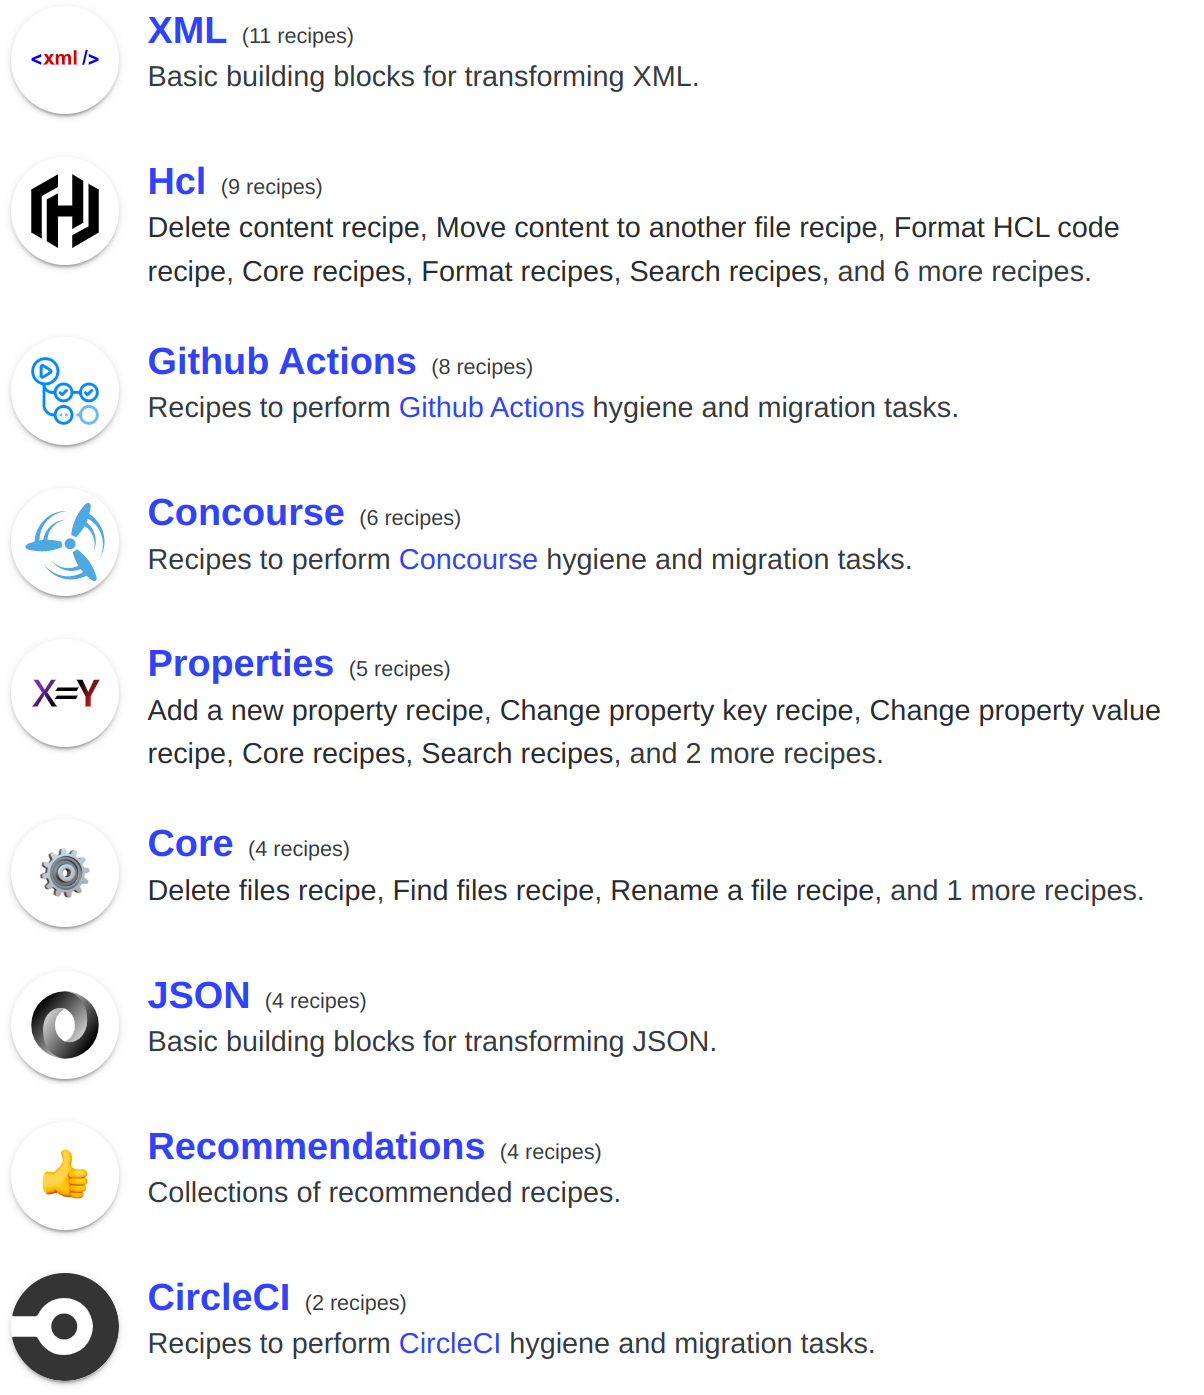 <xml/>
XML (11 recipes)
Basic building blocks for transforming XML.
Hcl (9 recipes)
Delete content recipe, Move content to another file recipe, Format HCL code
recipe, Core recipes, Format recipes, Search recipes, and 6 more recipes.
Github Actions (8 recipes)
Recipes to perform Github Actions hygiene and migration tasks.
Concourse (6 recipes)
Recipes to perform Concourse hygiene and migration tasks.
X=Y
Properties (5 recipes)
Add a new property recipe, Change property key recipe, Change property value
recipe, Core recipes, Search recipes, and 2 more recipes.
Core (4 recipes)
Delete files recipe, Find files recipe, Rename a file recipe, and 1 more recipes.
JSON (4 recipes)
Basic building blocks for transforming JSON.
Recommendations (4 recipes)
Collections of recommended recipes.
CircleCI (2 recipes)
Recipes to perform CircleCI hygiene and migration tasks.